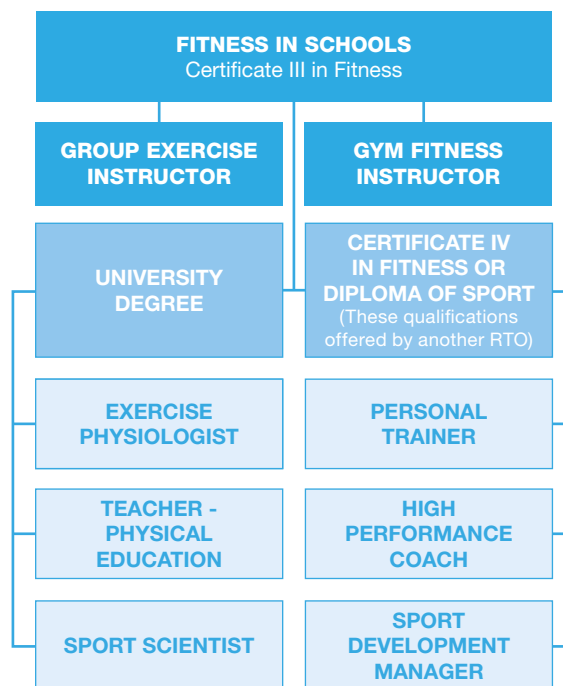 FITNESS IN SCHOOLS
Certificate III in Fitness
GROUP EXERCISE
INSTRUCTOR
GYM FITNESS
INSTRUCTOR
UNIVERSITY
DEGREE
CERTIFICATE IV
IN FITNESS OR
DIPLOMA OF SPORT
(These qualifications
offered by another RTO)
EXERCISE
PHYSIOLOGIST
PERSONAL
TRAINER
TEACHER -
PHYSICAL
EDUCATION
HIGH
PERFORMANCE
COACH
SPORT SCIENTIST
SPORT
DEVELOPMENT
MANAGER